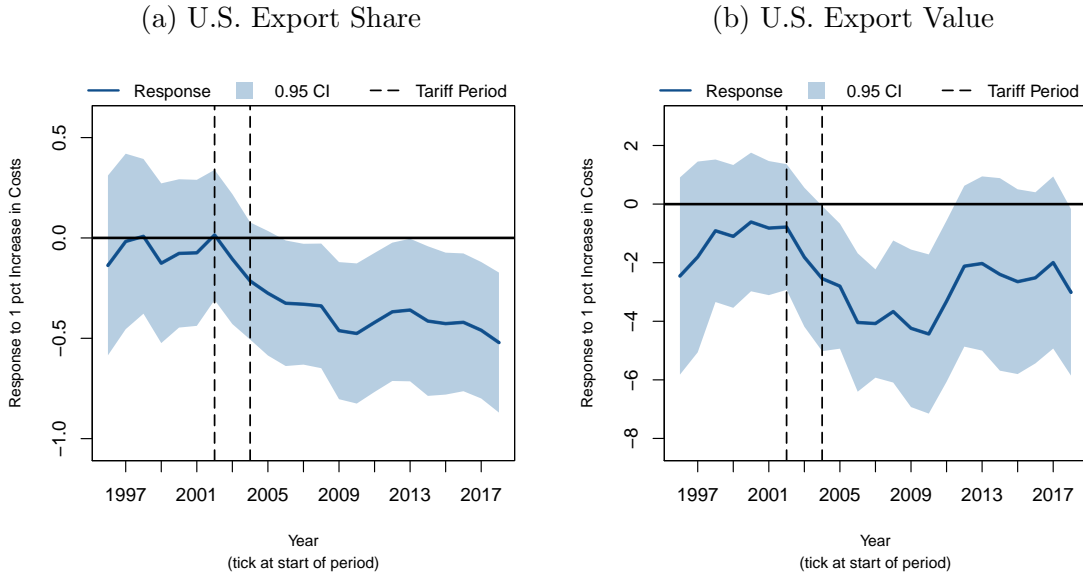 (a) U.S. Export Share
Response 0.95 CI Tariff Period
Response to 1 pct Increase in Costs
0.5
0.0
−0.5
−1.0
1997 2001 2005 2009 2013 2017
Year
(tick at start of period)
(b) U.S. Export Value
Response 0.95 CI Tariff Period
Response to 1 pct Increase in Costs
2
0
−2
−4
−6
−8
1997 2001 2005 2009 2013 2017
Year
(tick at start of period)